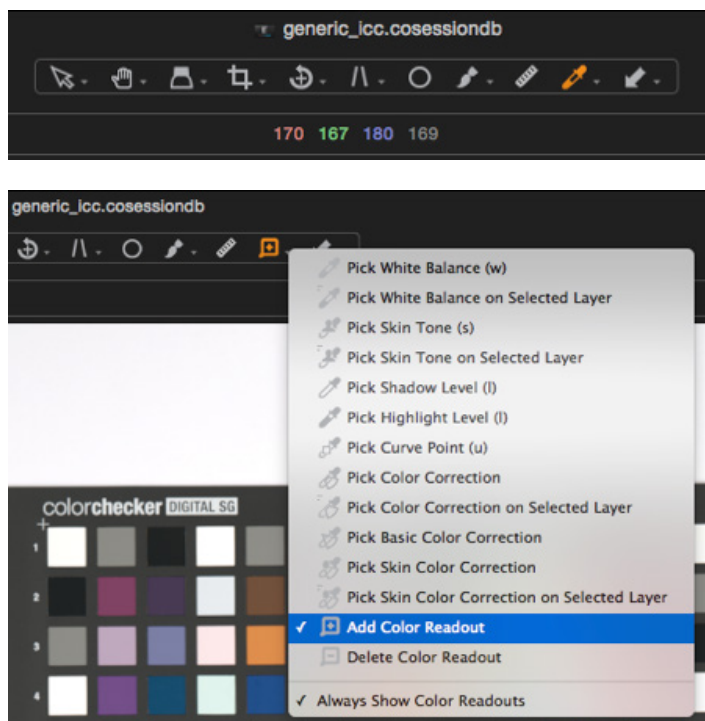 generic_icc.cosessiondb
170 167 180 169
generic_icc.cosessiondb
Pick White Balance (w)
Pick White Balance on Selected Layer
Pick Skin Tone (s)
Pick Skin Tone on Selected Layer
Pick Shadow Level (l)
Pick Highlight Level (l)
Pick Curve Point (u)
Pick Color Correction
Pick Color Correction on Selected Layer
Pick Basic Color Correction
Pick Skin Color Correction
Pick Skin Color Correction on Selected Layer
✓ Add Color Readout
Delete Color Readout
✓ Always Show Color Readouts
colorchecker DIGITAL SG
1
2
3
4